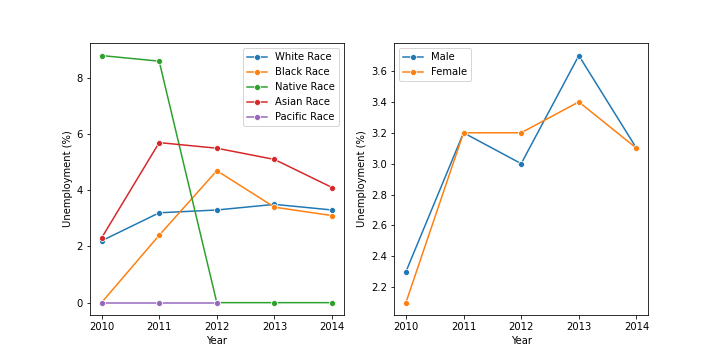 White Race
Black Race
Native Race
Asian Race
Pacific Race
Unemployment (%)
8
6
4
2
0
2010 2011 2012 2013 2014
Year
Male
Female
Unemployment (%)
3.6
3.4
3.2
3.0
2.8
2.6
2.4
2.2
2010 2011 2012 2013 2014
Year